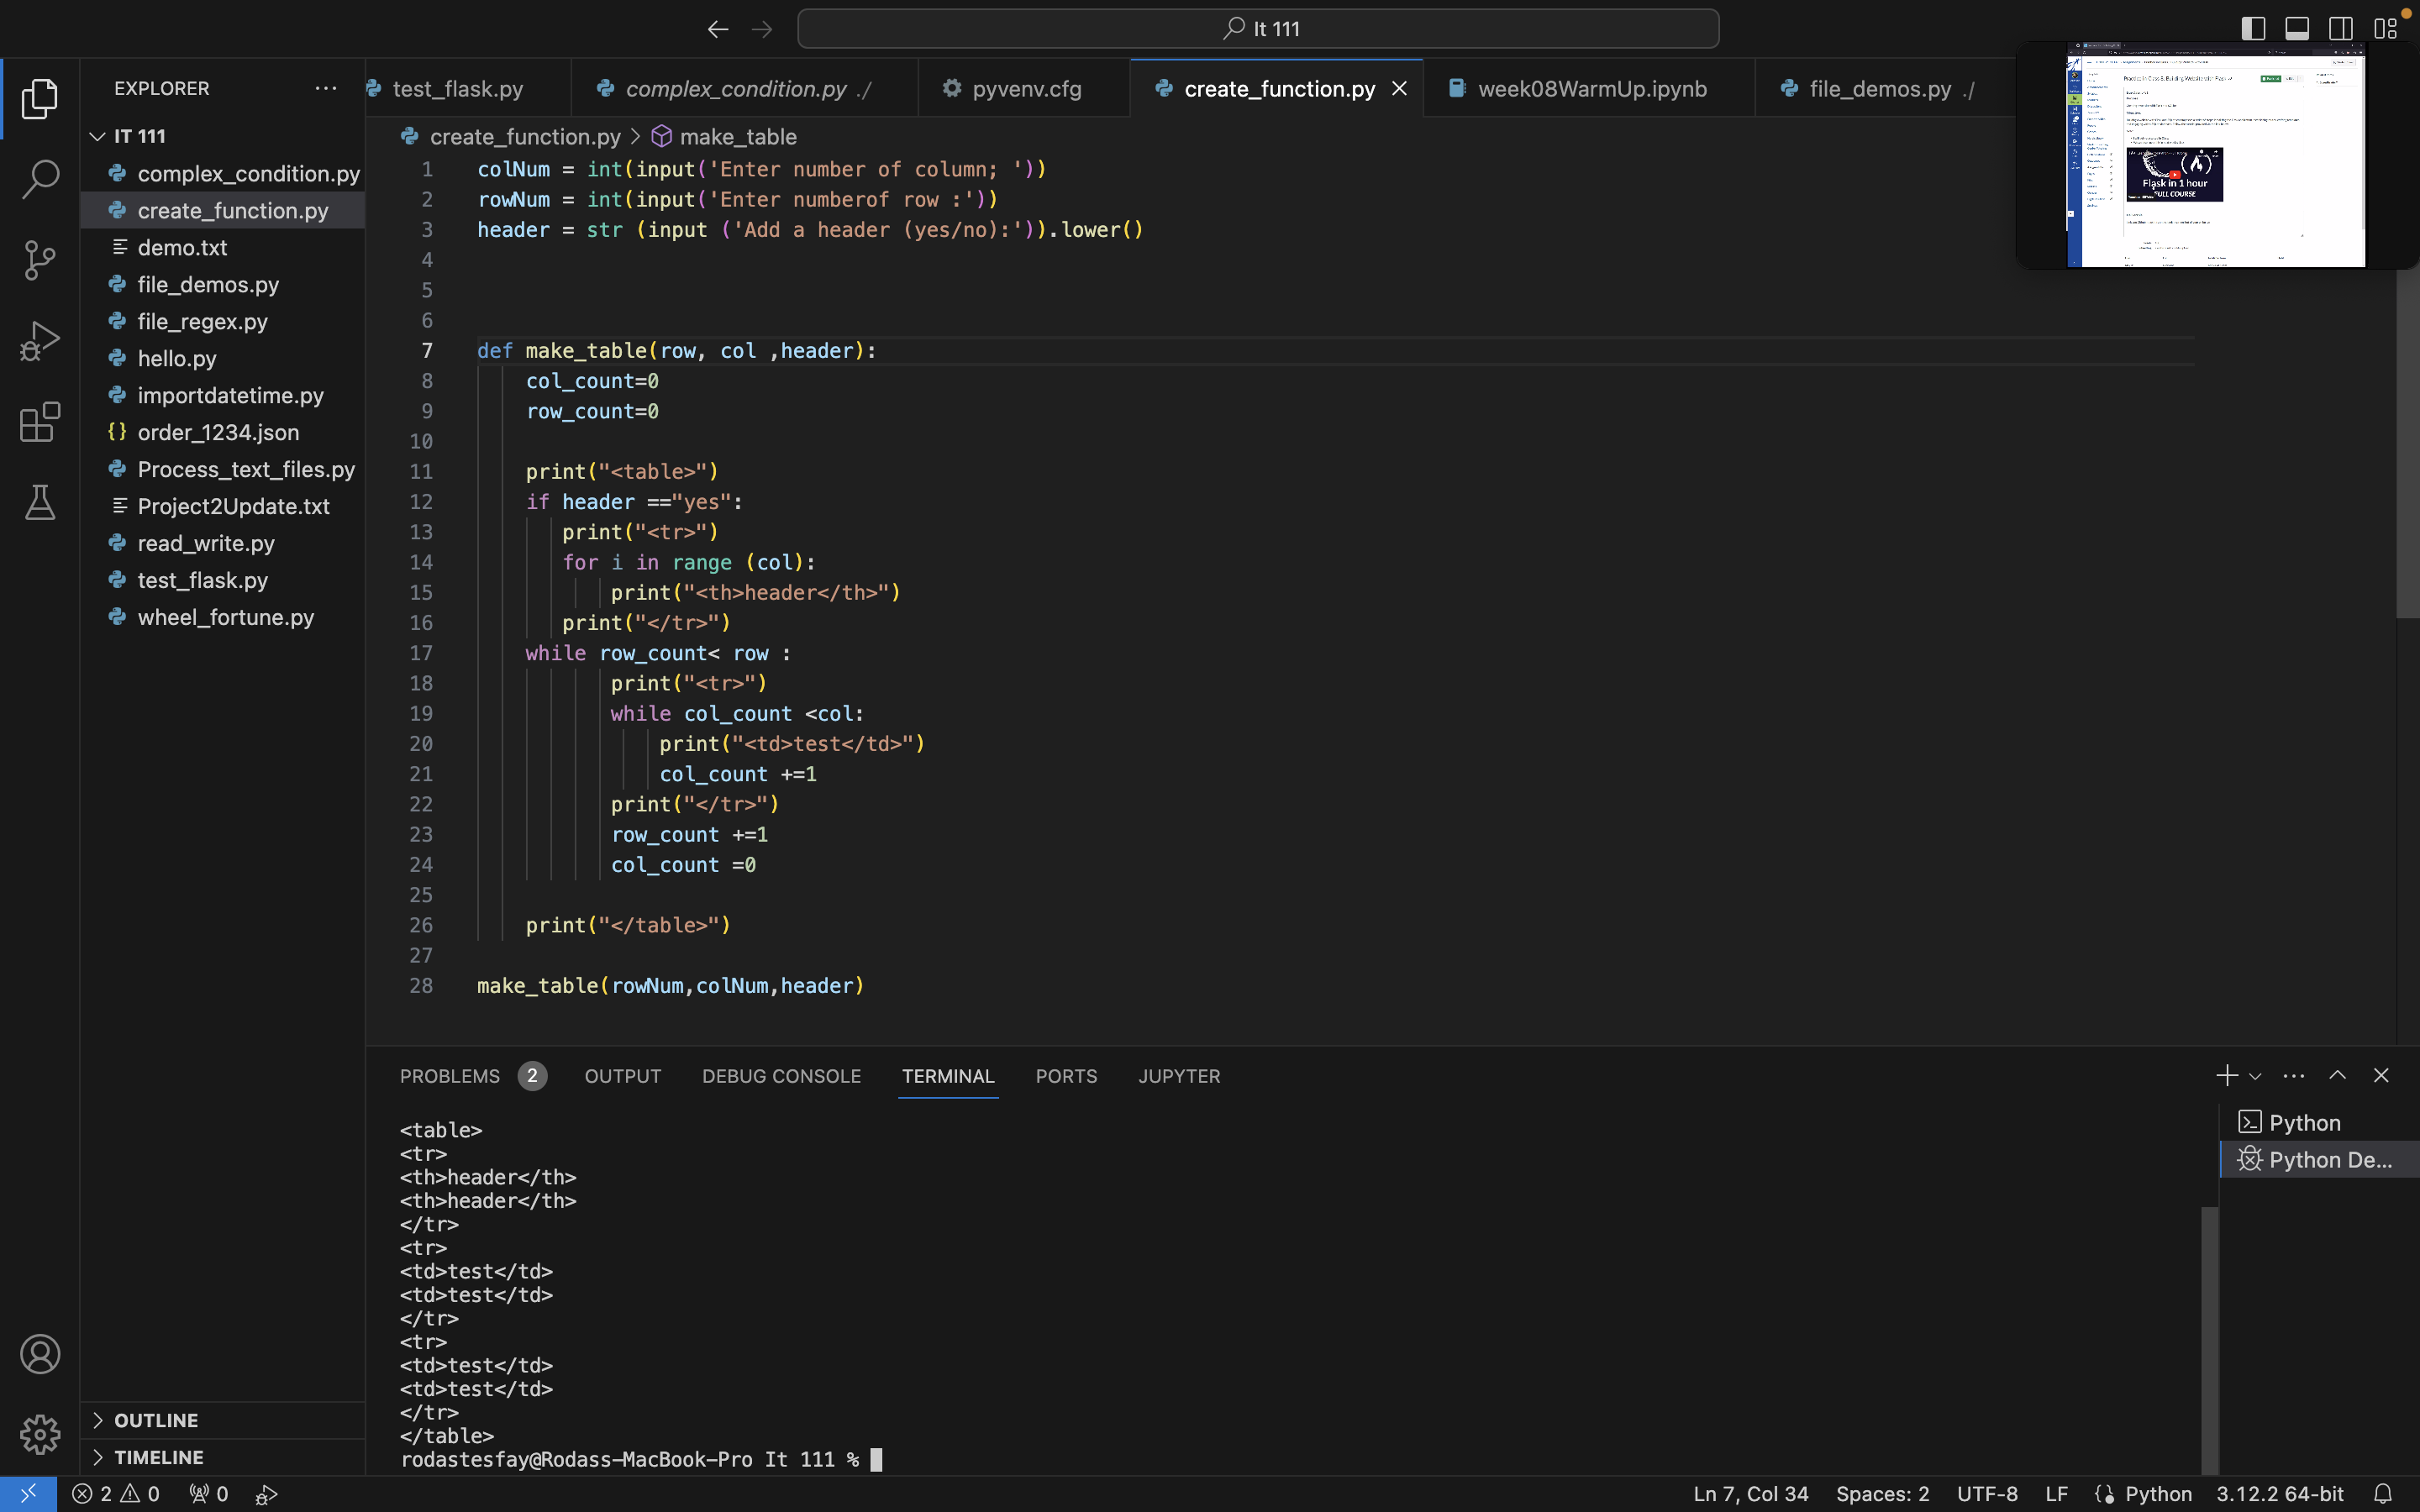 It 111
EXPLORER
test_flask.py
complex_condition.py ./
pyvenv.cfg
create_function.py
week08WarmUp.ipynb
file_demos.py ./
IT 111
complex_condition.py
create_function.py
demo.txt
file_demos.py
file_regex.py
hello.py
importdatetime.py
order_1234.json
Process_text_files.py
Project2Update.txt
read_write.py
test_flask.py
wheel_fortune.py
OUTLINE
TIMELINE
create_function.py > make_table
1 colNum = int(input('Enter number of column; '))
2 rowNum = int(input('Enter numberof row :'))
3 header = str (input ('Add a header (yes/no):')).lower()
4
5
6
7 def make_table(row, col ,header):
8 col_count=0
9 row_count=0
10
11 print("<table>")
12 if header =="yes":
13 print("<tr>")
14 for i in range (col):
15 print("<th>header</th>")
16 print("</tr>")
17 while row_count< row :
18 print("<tr>")
19 while col_count <col:
20 print("<td>test</td>")
21 col_count +=1
22 print("</tr>")
23 row_count +=1
24 col_count =0
25
26 print("</table>")
27
28 make_table(rowNum,colNum,header)
Flask in 1 hour
FULL COURSE
PROBLEMS 2 OUTPUT DEBUG CONSOLE TERMINAL PORTS JUPYTER
<table>
<tr>
<th>header</th>
<th>header</th>
</tr>
<tr>
<td>test</td>
<td>test</td>
</tr>
<tr>
<td>test</td>
<td>test</td>
</tr>
</table>
rodastesfay@Rodass-MacBook-Pro It 111 %
Python
Python De...
2 0 0
Ln 7, Col 34 Spaces: 2 UTF-8 LF {} Python 3.12.2 64-bit